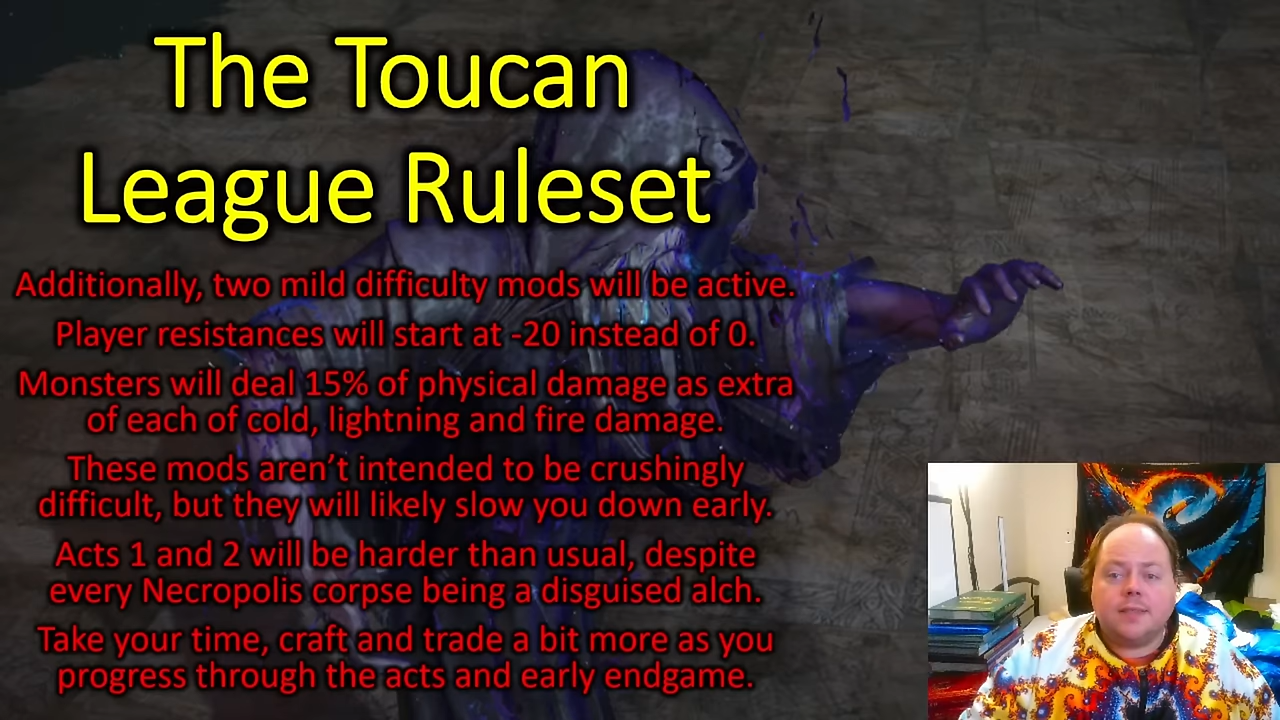 The Toucan
League Ruleset
Additionally, two mild difficulty mods will be active.
Player resistances will start at -20 instead of 0.
Monsters will deal 15% of physical damage as extra
of each of cold, lightning and fire damage.
These mods aren’t intended to be crushingly
difficult, but they will likely slow you down early.
Acts 1 and 2 will be harder than usual, despite
every Necropolis corpse being a disguised alch.
Take your time, craft and trade a bit more as you
progress through the acts and early endgame.